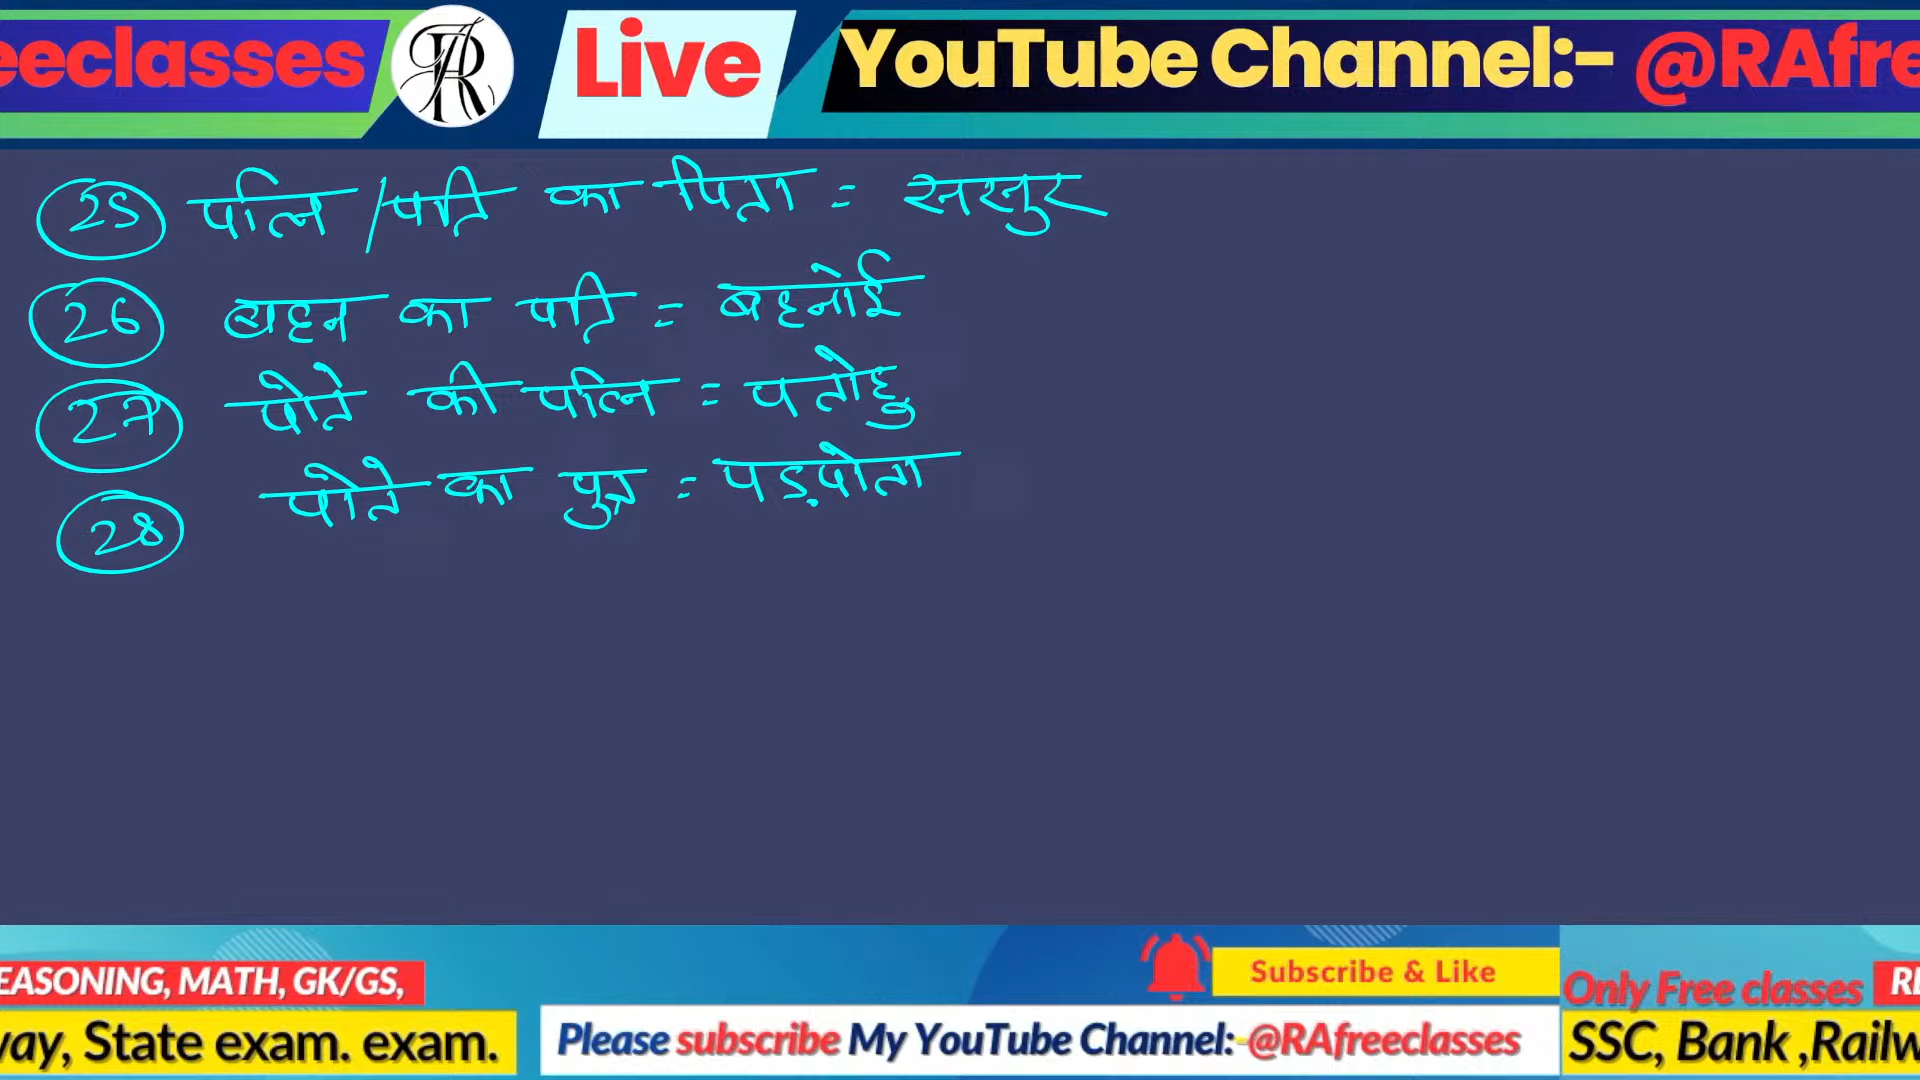 eeclasses Live YouTube Channel:- @RAfre
25 पत्नि/पति का पिता = ससुर
26 बहन का पति = बहनोई
27 पोते की पत्नि = पतोहु
28 पोते का पुत्र = पड़पोता
EASONING, MATH, GK/GS,
Subscribe & Like
Only Free classes RE
way, State exam. exam.
Please subscribe My YouTube Channel:-@RAfreeclasses
SSC, Bank ,Railw